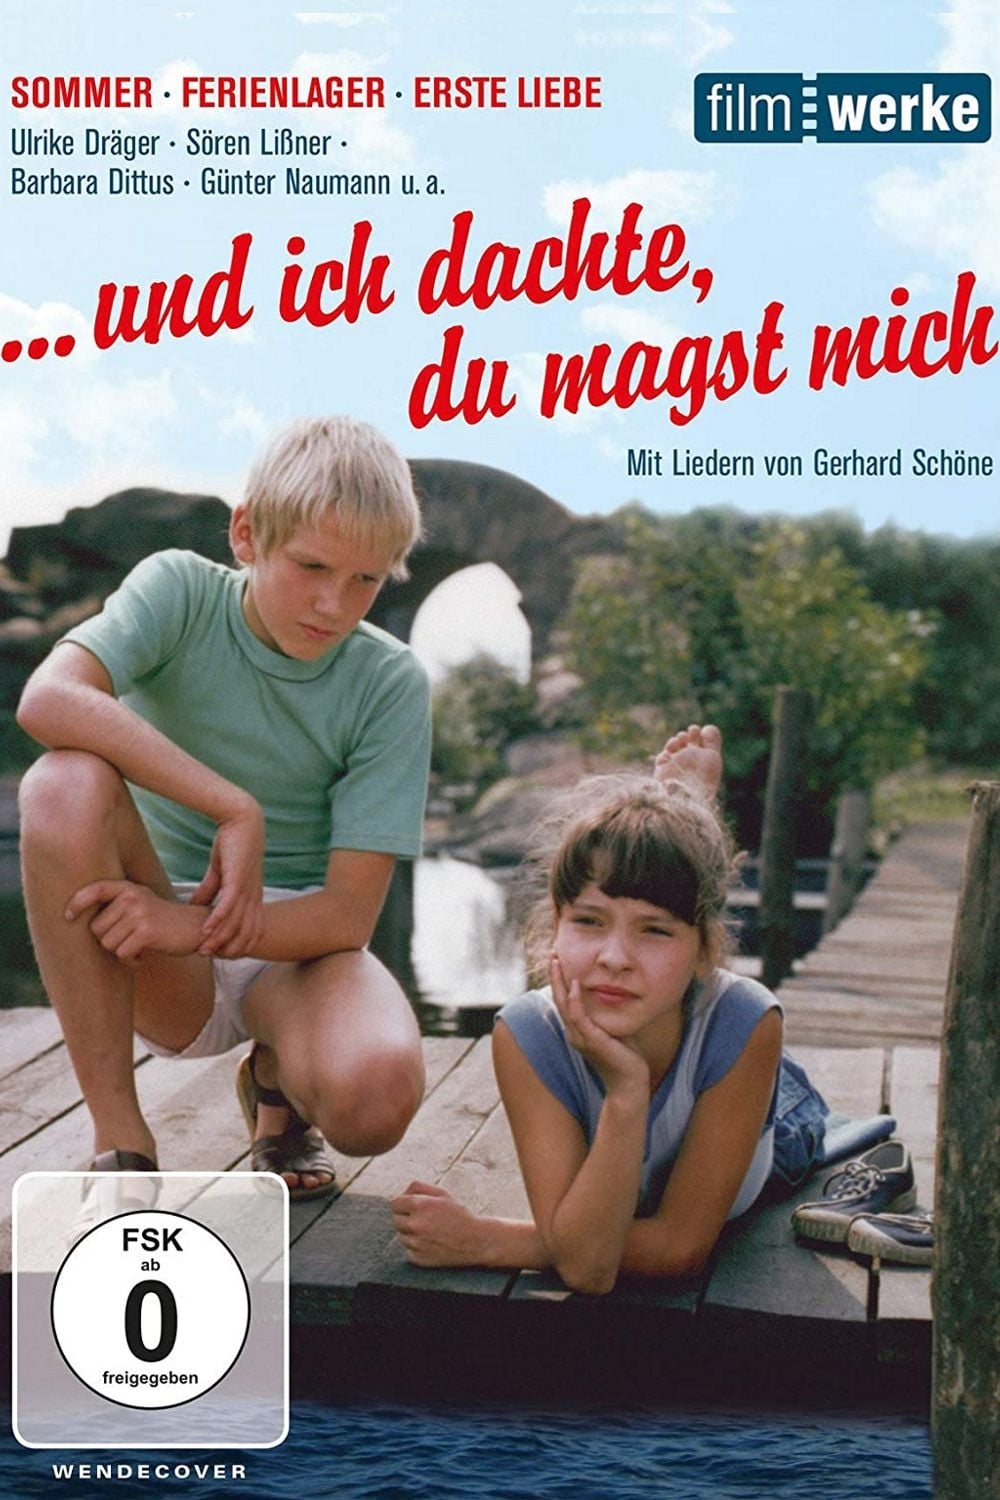 SOMMER · FERIENLAGER · ERSTE LIEBE
film werke
Ulrike Dräger · Sören Lißner ·
Barbara Dittus · Günter Naumann u. a.
...und ich dachte,
du magst mich
Mit Liedern von Gerhard Schöne
FSK
ab
0
freigegeben
WENDECOVER